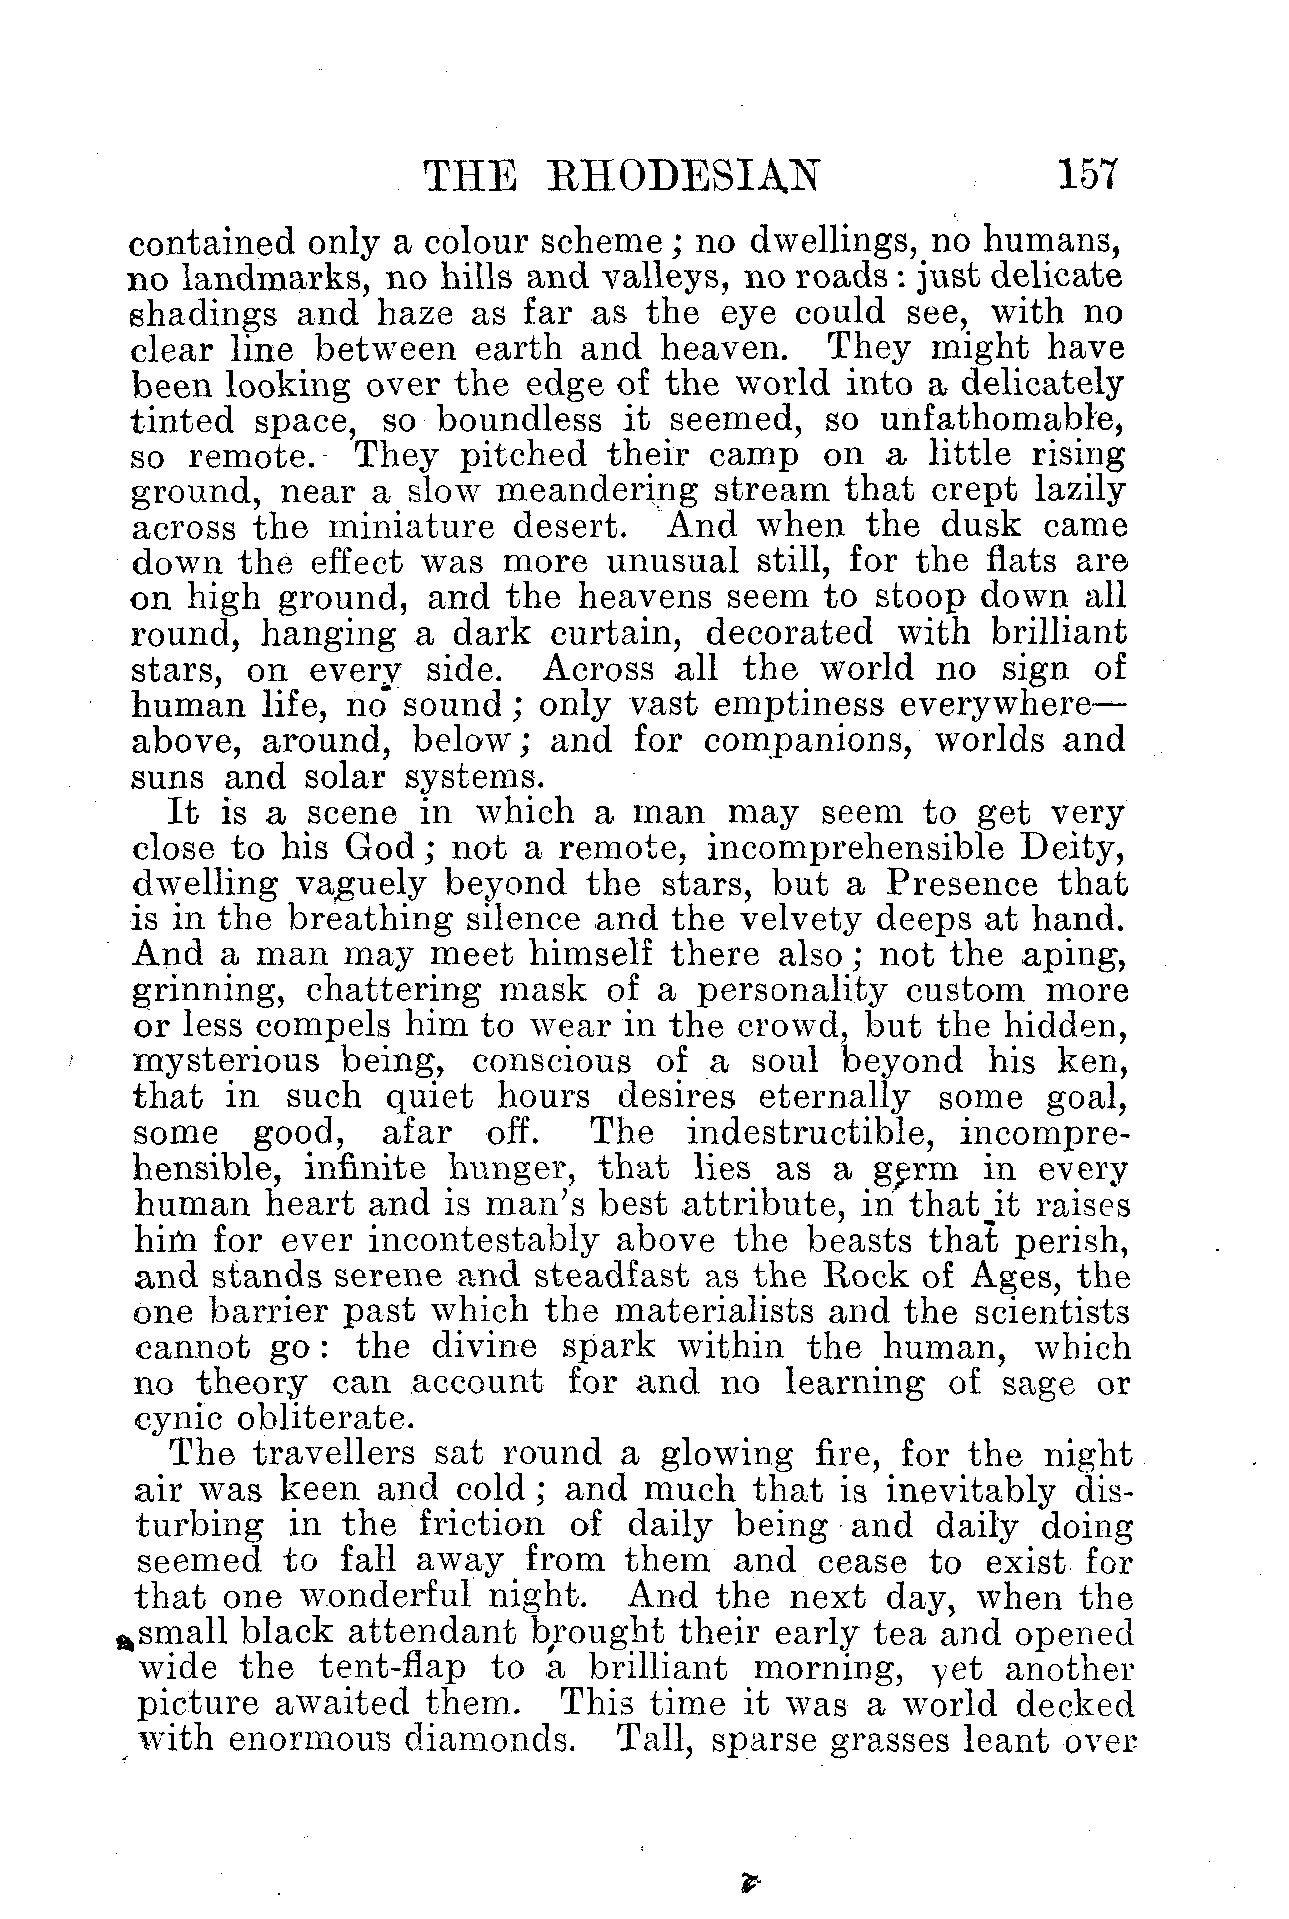 THE RHODESIAN 157
contained only a colour scheme; no dwellings, no humans,
no landmarks, no hills and valleys, no roads: just delicate
shadings and haze as far as the eye could see, with no
clear line between earth and heaven. They might have
been looking over the edge of the world into a delicately
tinted space, so boundless it seemed, so unfathomable,
so remote. They pitched their camp on a little rising
ground, near a slow meandering stream that crept lazily
across the miniature desert. And when the dusk came
down the effect was more unusual still, for the flats are
on high ground, and the heavens seem to stoop down all
round, hanging a dark curtain, decorated with brilliant
stars, on every side. Across all the world no sign of
human life, no sound; only vast emptiness everywhere—
above, around, below; and for companions, worlds and
suns and solar systems.
It is a scene in which a man may seem to get very
close to his God; not a remote, incomprehensible Deity,
dwelling vaguely beyond the stars, but a Presence that
is in the breathing silence and the velvety deeps at hand.
And a man may meet himself there also; not the aping,
grinning, chattering mask of a personality custom more
or less compels him to wear in the crowd, but the hidden,
mysterious being, conscious of a soul beyond his ken,
that in such quiet hours desires eternally some goal,
some good, afar off. The indestructible, incompre-
hensible, infinite hunger, that lies as a germ in every
human heart and is man's best attribute, in that it raises
him for ever incontestably above the beasts that perish,
and stands serene and steadfast as the Rock of Ages, the
one barrier past which the materialists and the scientists
cannot go: the divine spark within the human, which
no theory can account for and no learning of sage or
cynic obliterate.
The travellers sat round a glowing fire, for the night
air was keen and cold; and much that is inevitably dis-
turbing in the friction of daily being and daily doing
seemed to fall away from them and cease to exist for
that one wonderful night. And the next day, when the
small black attendant brought their early tea and opened
wide the tent-flap to a brilliant morning, yet another
picture awaited them. This time it was a world decked
with enormous diamonds. Tall, sparse grasses leant over